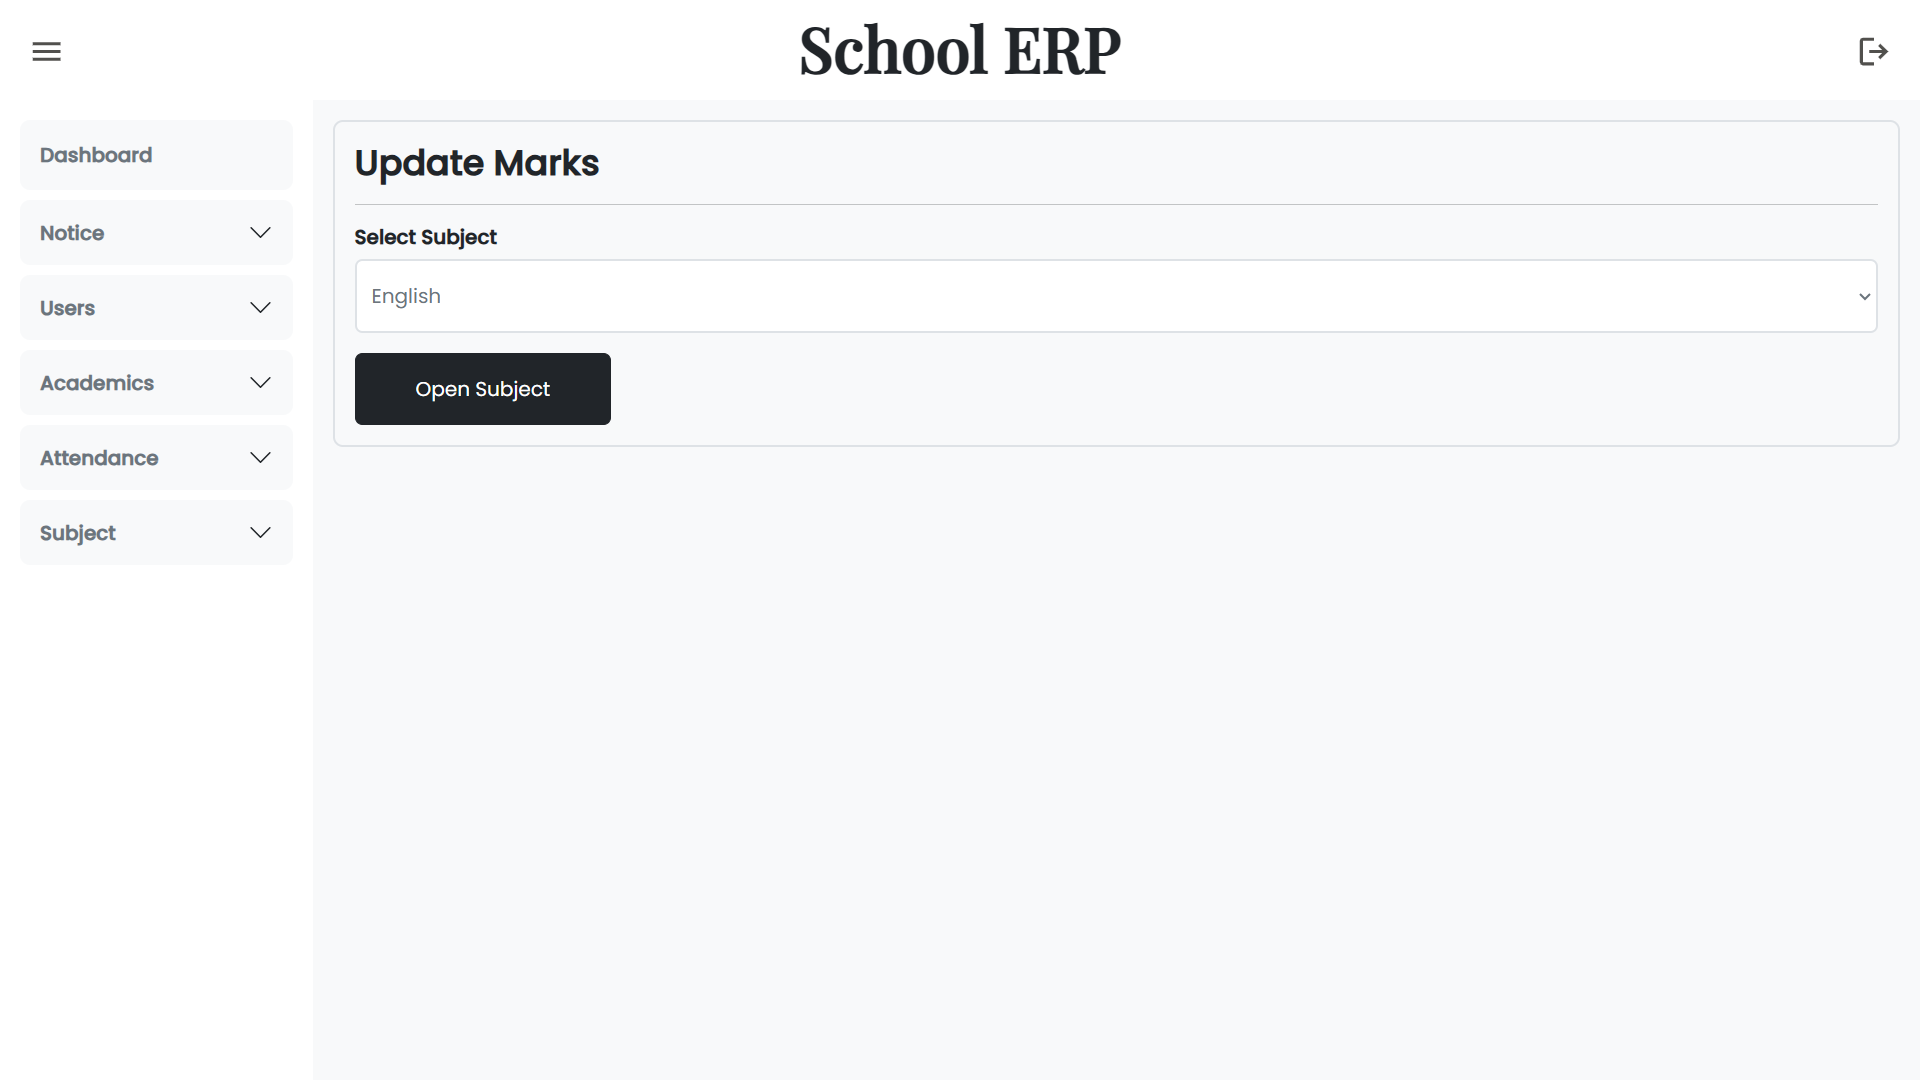 School ERP
Dashboard
Notice
Users
Academics
Attendance
Subject
Update Marks
Select Subject
English
Open Subject